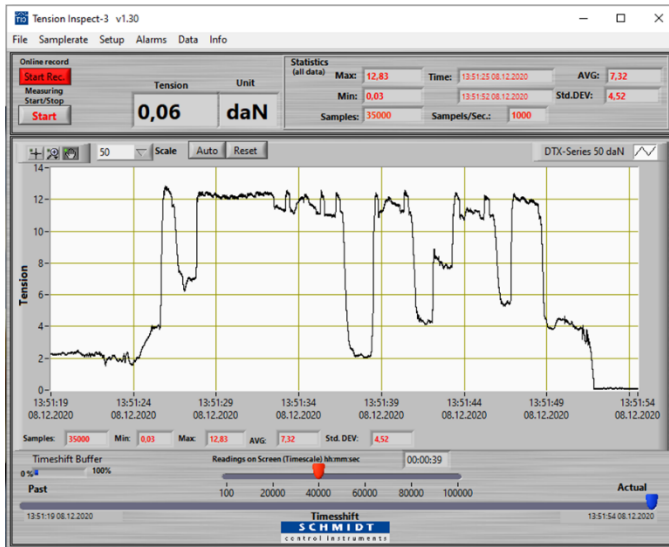 Tension Inspect-3 v1.30
File Samplerate Setup Alarms Data Info
Online record
Start Rec.
Measuring
Start/Stop
Start
Tension Unit
0,06 daN
Statistics
(all data)
Max: 12,83 Time: 13:51:25 08.12.2020 AVG: 7,32
Min: 0,03 13:51:52 08.12.2020 Std.DEV: 4,52
Samples: 35000 Sampels/Sec.: 1000
50 Scale Auto Reset DTX-Series 50 daN
Tension
14
12
10
8
6
4
2
0
13:51:19 13:51:24 13:51:29 13:51:34 13:51:39 13:51:44 13:51:49 13:51:54
08.12.2020 08.12.2020 08.12.2020 08.12.2020 08.12.2020 08.12.2020 08.12.2020 08.12.2020
Samples: 35000 Min: 0,03 Max: 12,83 AVG: 7,32 Std. DEV: 4,52
Timeshift Buffer Readings on Screen (Timescale) hh:mm:sec 00:00:39
0 % 100%
100 20000 40000 60000 80000 100000
Past Actual
13:51:19 08.12.2020 Timesshift 13:51:54 08.12.2020
SCHMIDT
control instruments